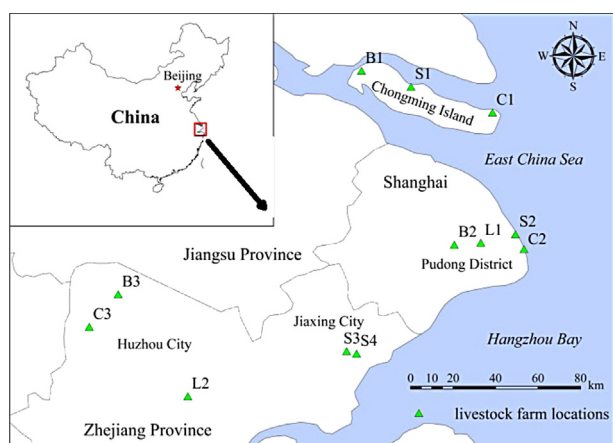 Beijing
China
B1
S1
C1
Chongming Island
N
W
E
S
East China Sea
Shanghai
S2
B2
L1
C2
Pudong District
Jiangsu Province
B3
C3
Huzhou City
Jiaxing City
S3
S4
Hangzhou Bay
L2
Zhejiang Province
0 10 20 40 60 80
km
livestock farm locations